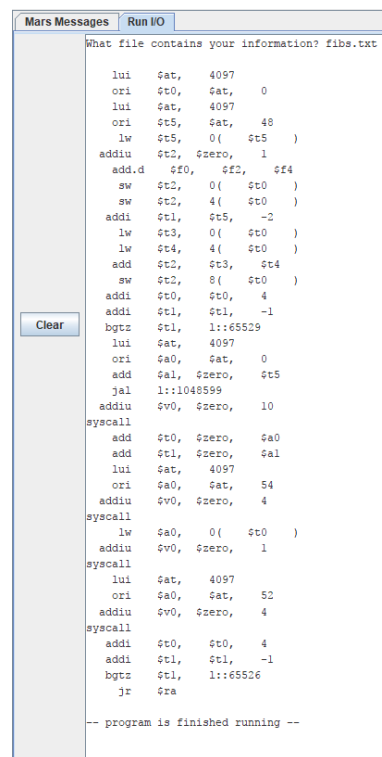 Mars Messages Run I/O
What file contains your information? fibs.txt
lui $at, 4097
ori $t0, $at, 0
lui $at, 4097
ori $t5, $at, 48
lw $t5, 0( $t5 )
addiu $t2, $zero, 1
add.d $f0, $f2, $f4
sw $t2, 0( $t0 )
sw $t2, 4( $t0 )
addi $t1, $t5, -2
lw $t3, 0( $t0 )
lw $t4, 4( $t0 )
add $t2, $t3, $t4
sw $t2, 8( $t0 )
addi $t0, $t0, 4
addi $t1, $t1, -1
bgtz $t1, l::65529
lui $at, 4097
ori $a0, $at, 0
add $a1, $zero, $t5
jal l::1048599
addiu $v0, $zero, 10
syscall
add $t0, $zero, $a0
add $t1, $zero, $a1
lui $at, 4097
ori $a0, $at, 54
addiu $v0, $zero, 4
syscall
lw $a0, 0( $t0 )
addiu $v0, $zero, 1
syscall
lui $at, 4097
ori $a0, $at, 52
addiu $v0, $zero, 4
syscall
addi $t0, $t0, 4
addi $t1, $t1, -1
bgtz $t1, l::65526
jr $ra
-- program is finished running --
Clear